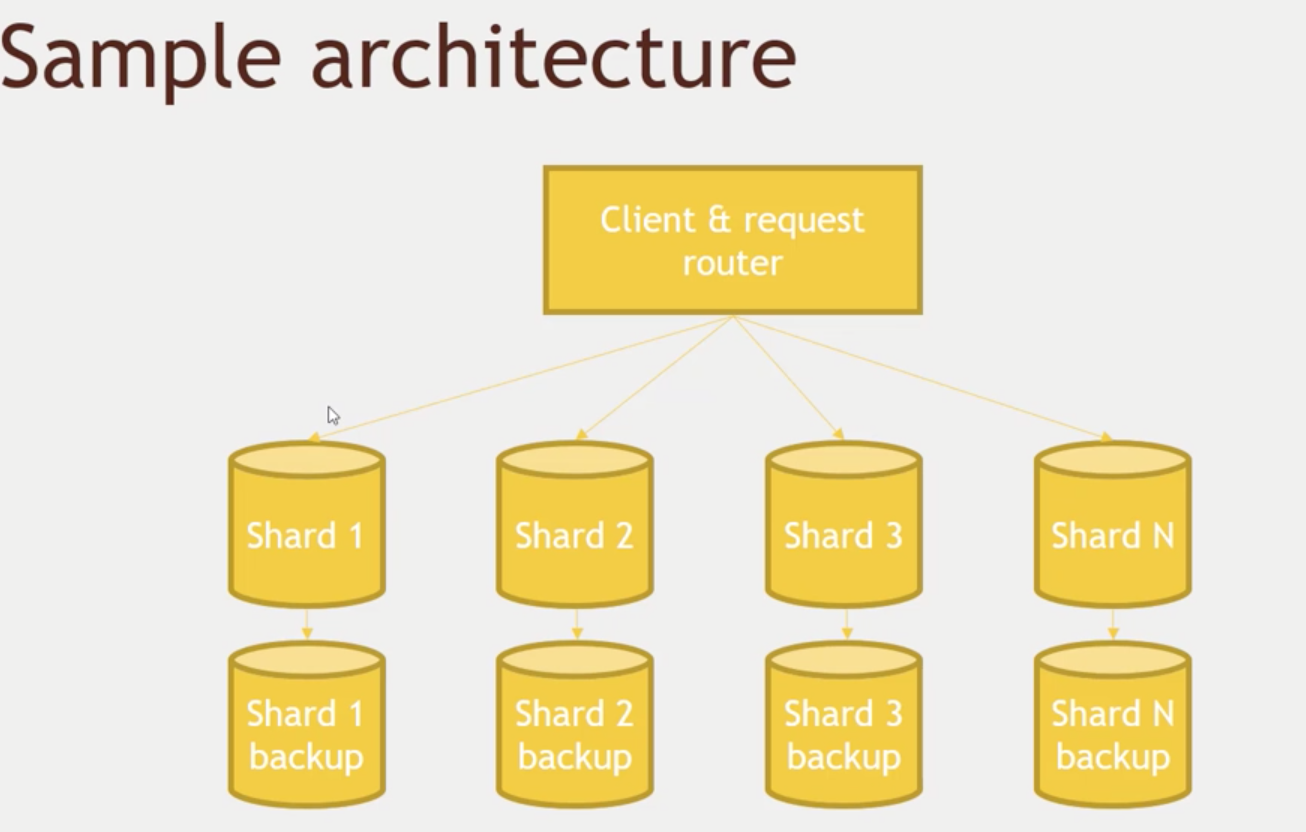 Sample architecture
Client & request
router
Shard 1
Shard 2
Shard 3
Shard N
Shard 1
backup
Shard 2
backup
Shard 3
backup
Shard N
backup